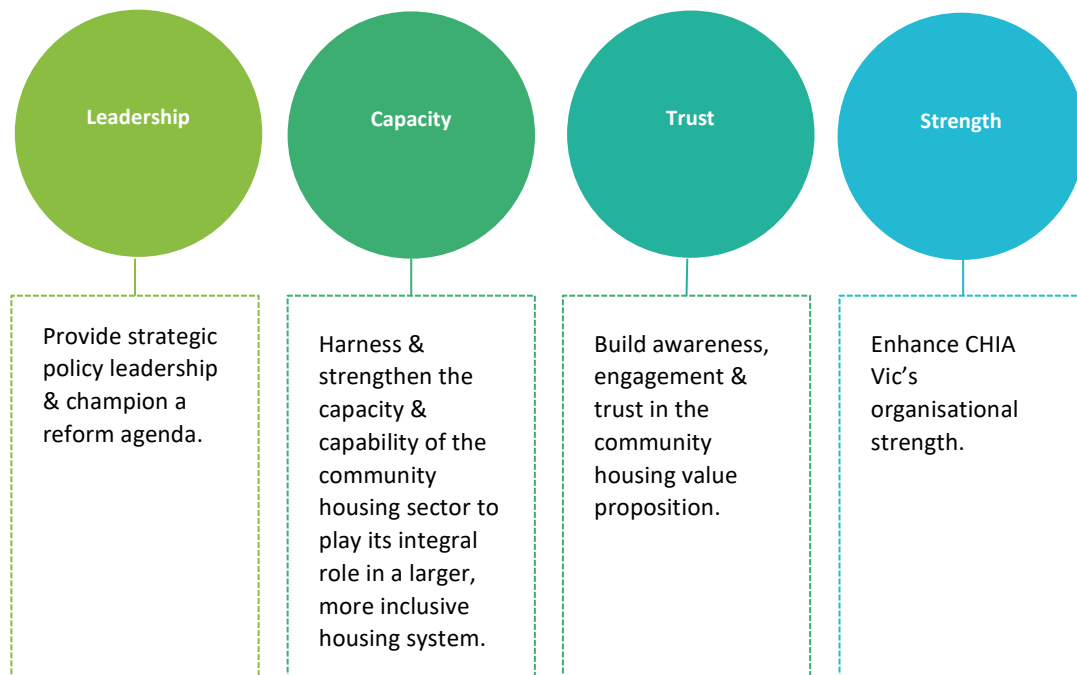 Leadership
Capacity
Trust
Strength
Provide strategic
policy leadership
& champion a
reform agenda.
Harness &
strengthen the
capacity &
capability of the
community
housing sector to
play its integral
role in a larger,
more inclusive
housing system.
Build awareness,
engagement &
trust in the
community
housing value
proposition.
Enhance CHIA
Vic’s
organisational
strength.